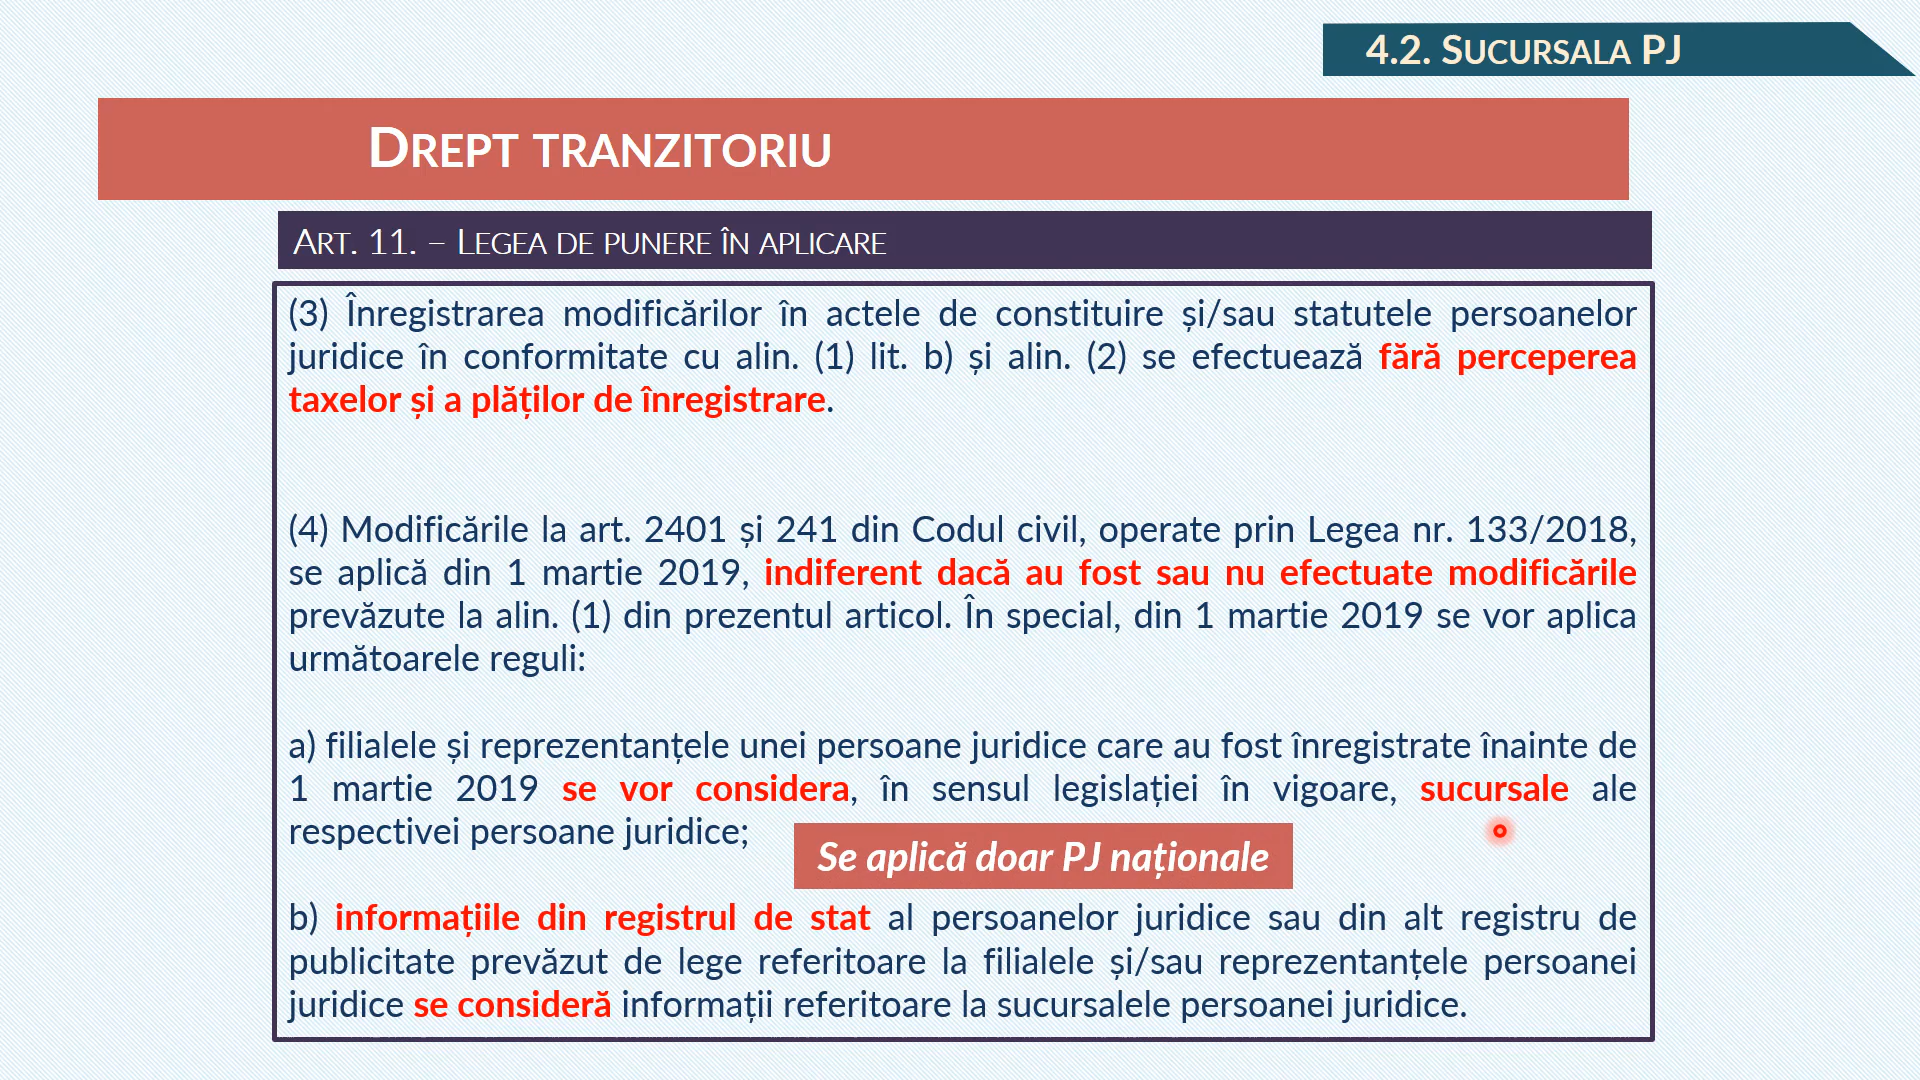 4.2. SUCURSALA PJ
DREPT TRANZITORIU
ART. 11. – LEGEA DE PUNERE ÎN APLICARE
(3) Înregistrarea modificărilor în actele de constituire și/sau statutele persoanelor
juridice în conformitate cu alin. (1) lit. b) și alin. (2) se efectuează fără perceperea
taxelor și a plăților de înregistrare.
(4) Modificările la art. 2401 și 241 din Codul civil, operate prin Legea nr. 133/2018,
se aplică din 1 martie 2019, indiferent dacă au fost sau nu efectuate modificările
prevăzute la alin. (1) din prezentul articol. În special, din 1 martie 2019 se vor aplica
următoarele reguli:
a) filialele și reprezentanțele unei persoane juridice care au fost înregistrate înainte de
1 martie 2019 se vor considera, în sensul legislației în vigoare, sucursale ale
respectivei persoane juridice;
Se aplică doar PJ naționale
b) informațiile din registrul de stat al persoanelor juridice sau din alt registru de
publicitate prevăzut de lege referitoare la filialele și/sau reprezentanțele persoanei
juridice se consideră informații referitoare la sucursalele persoanei juridice.